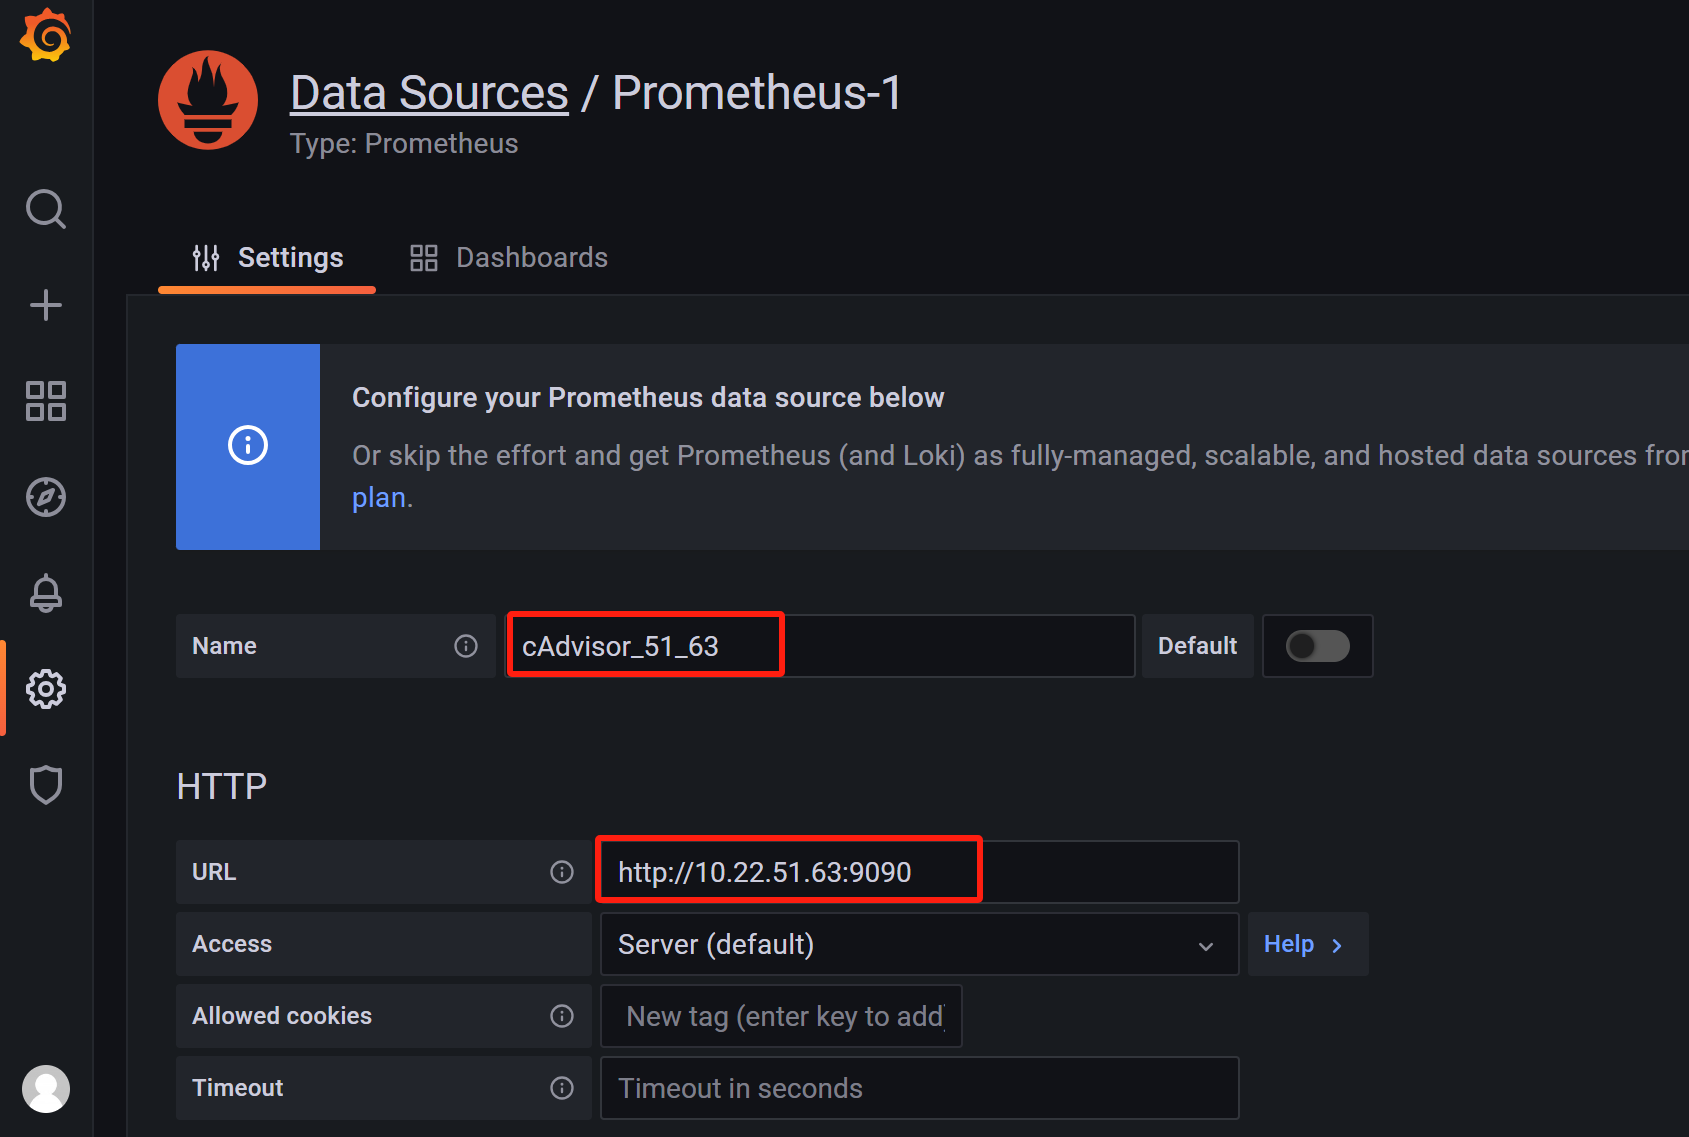 Data Sources / Prometheus-1
Type: Prometheus
Settings
Dashboards
Configure your Prometheus data source below
Or skip the effort and get Prometheus (and Loki) as fully-managed, scalable, and hosted data sources
plan.
Name
cAdvisor_51_63
Default
HTTP
URL
http://10.22.51.63:9090
Access
Server (default)
Help
Allowed cookies
New tag (enter key to add)
Timeout
Timeout in seconds